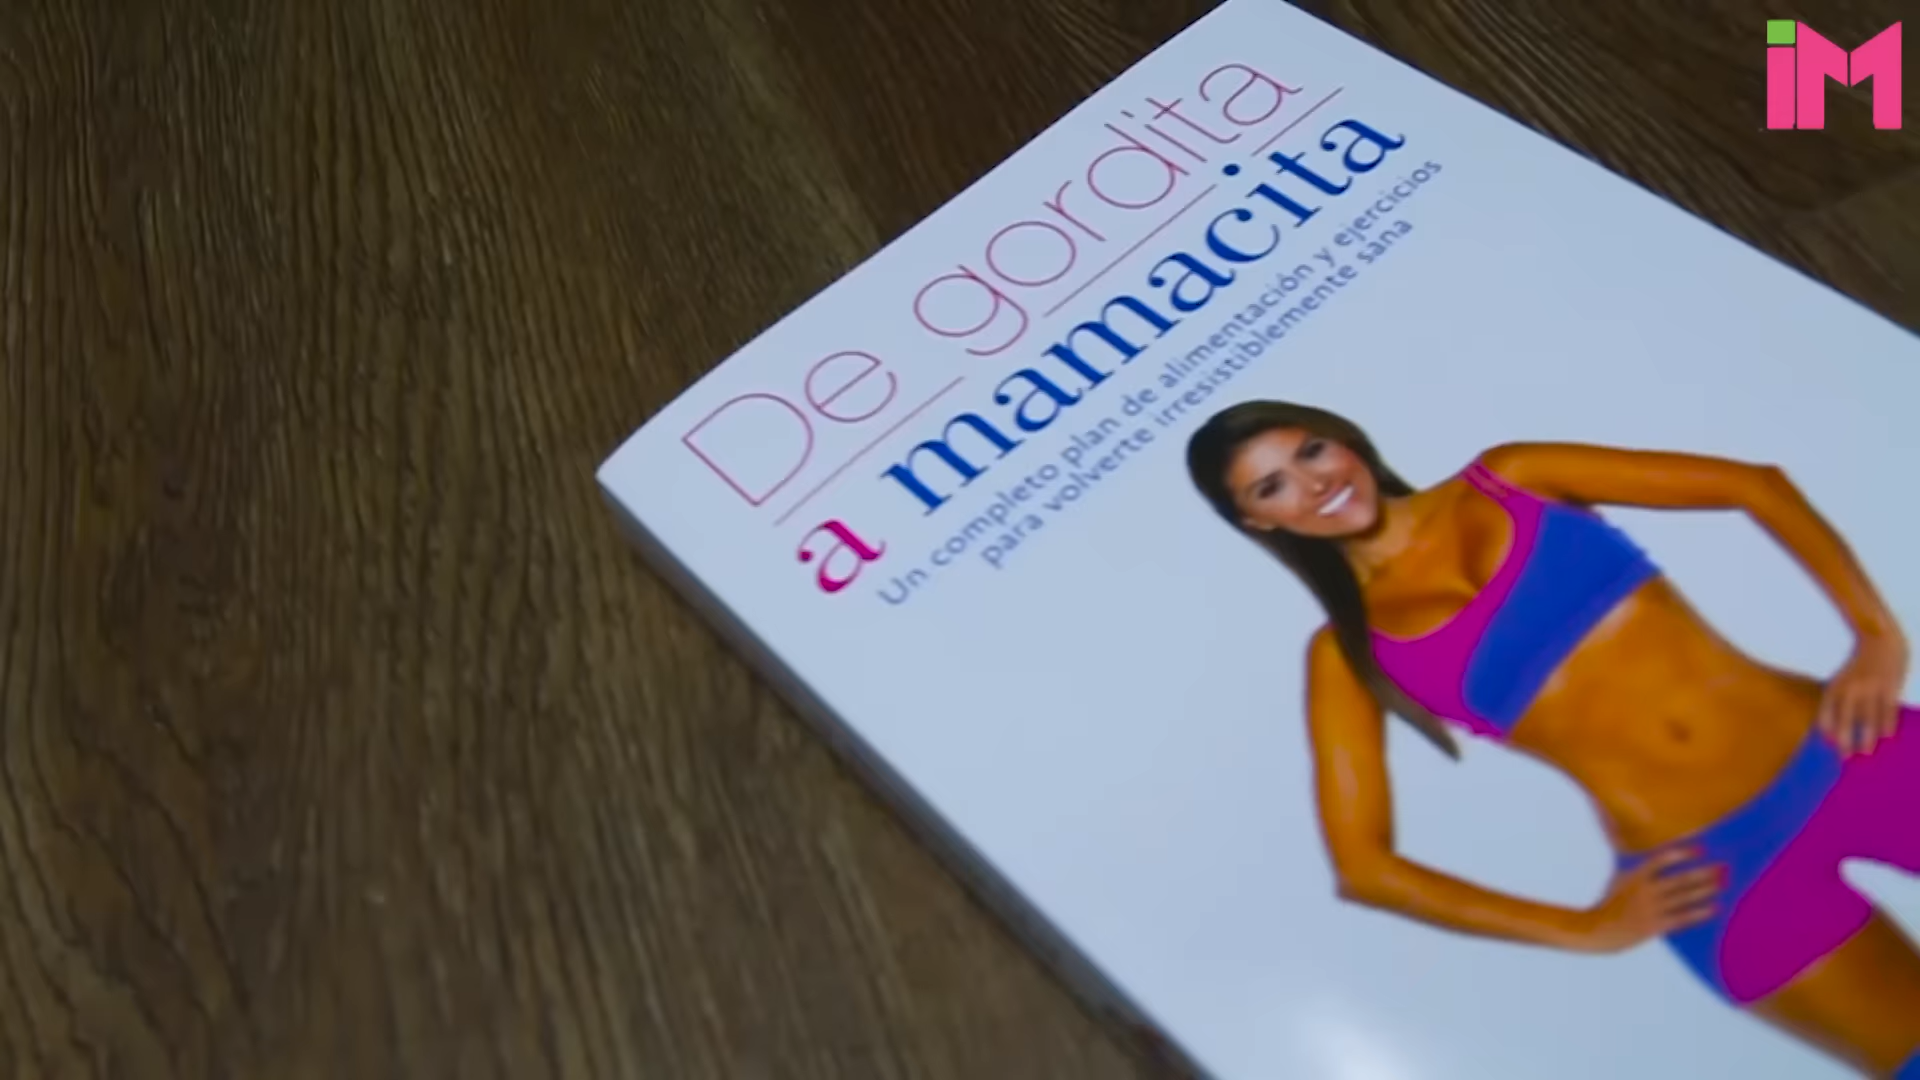 De gordita
a mamacita
Un completo plan de alimentación y ejercicios
para volverte irresistiblemente sana
iM